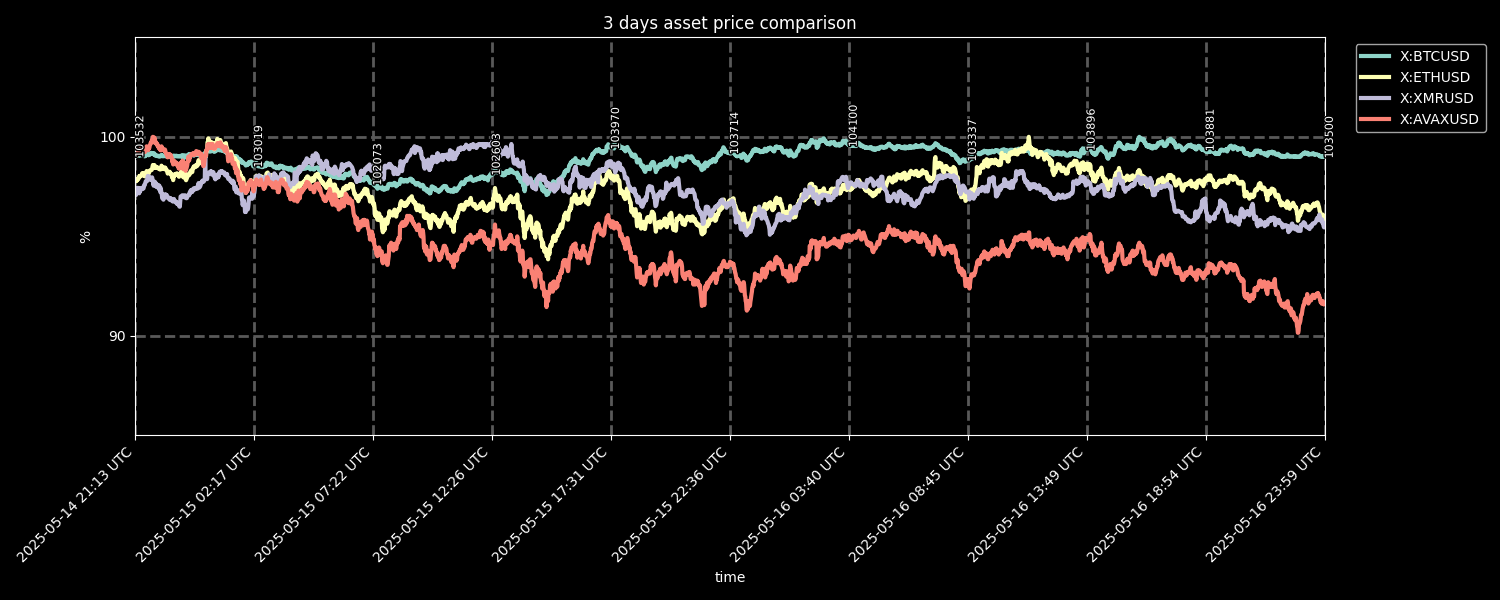 3 days asset price comparison
X:BTCUSD
X:ETHUSD
X:XMRUSD
X:AVAXUSD
100
90
%
103532
103019
102073
102603
103970
103714
104100
103337
103896
103881
103500
2025-05-14 21:13 UTC
2025-05-15 02:17 UTC
2025-05-15 07:22 UTC
2025-05-15 12:26 UTC
2025-05-15 17:31 UTC
2025-05-15 22:36 UTC
2025-05-16 03:40 UTC
2025-05-16 08:45 UTC
2025-05-16 13:49 UTC
2025-05-16 18:54 UTC
2025-05-16 23:59 UTC
time